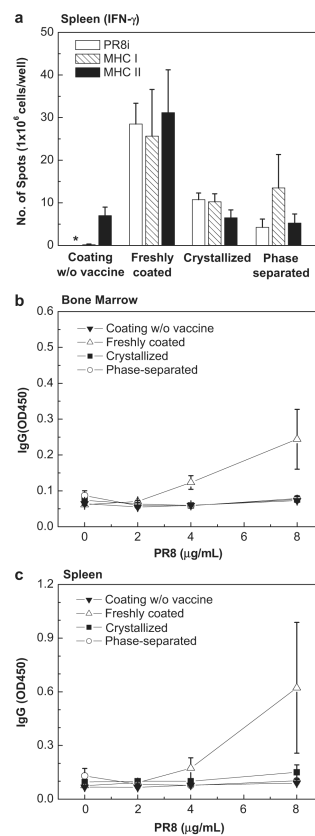 a Spleen (IFN-γ)
PR8i
MHC I
MHC II
No. of Spots (1x10⁶ cells/well)
50
40
30
20
10
0
*
Coating w/o vaccine
Freshly coated
Crystallized
Phase separated
b Bone Marrow
Coating w/o vaccine
Freshly coated
Crystallized
Phase-separated
IgG(OD450)
0.6
0.5
0.4
0.3
0.2
0.1
0.0
0 2 4 6 8
PR8 (μg/mL)
c Spleen
Coating w/o vaccine
Freshly coated
Crystallized
Phase-separated
IgG (OD450)
1.2
0.9
0.6
0.3
0.0
0 2 4 6 8
PR8 (μg/mL)